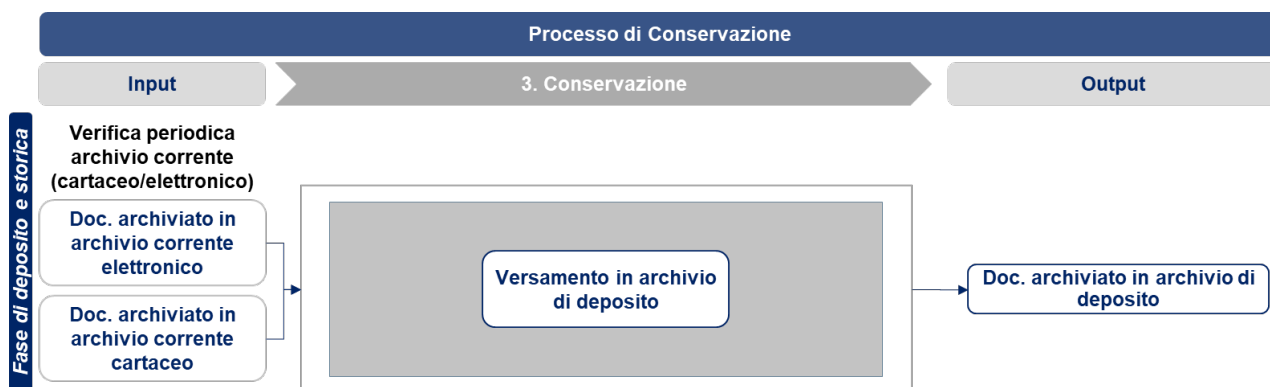 Processo di Conservazione
Input
3. Conservazione
Output
Fase di deposito e storica
Verifica periodica
archivio corrente
(cartaceo/elettronico)
Doc. archiviato in
archivio corrente
elettronico
Doc. archiviato in
archivio corrente
cartaceo
Versamento in archivio
di deposito
Doc. archiviato in archivio di
deposito